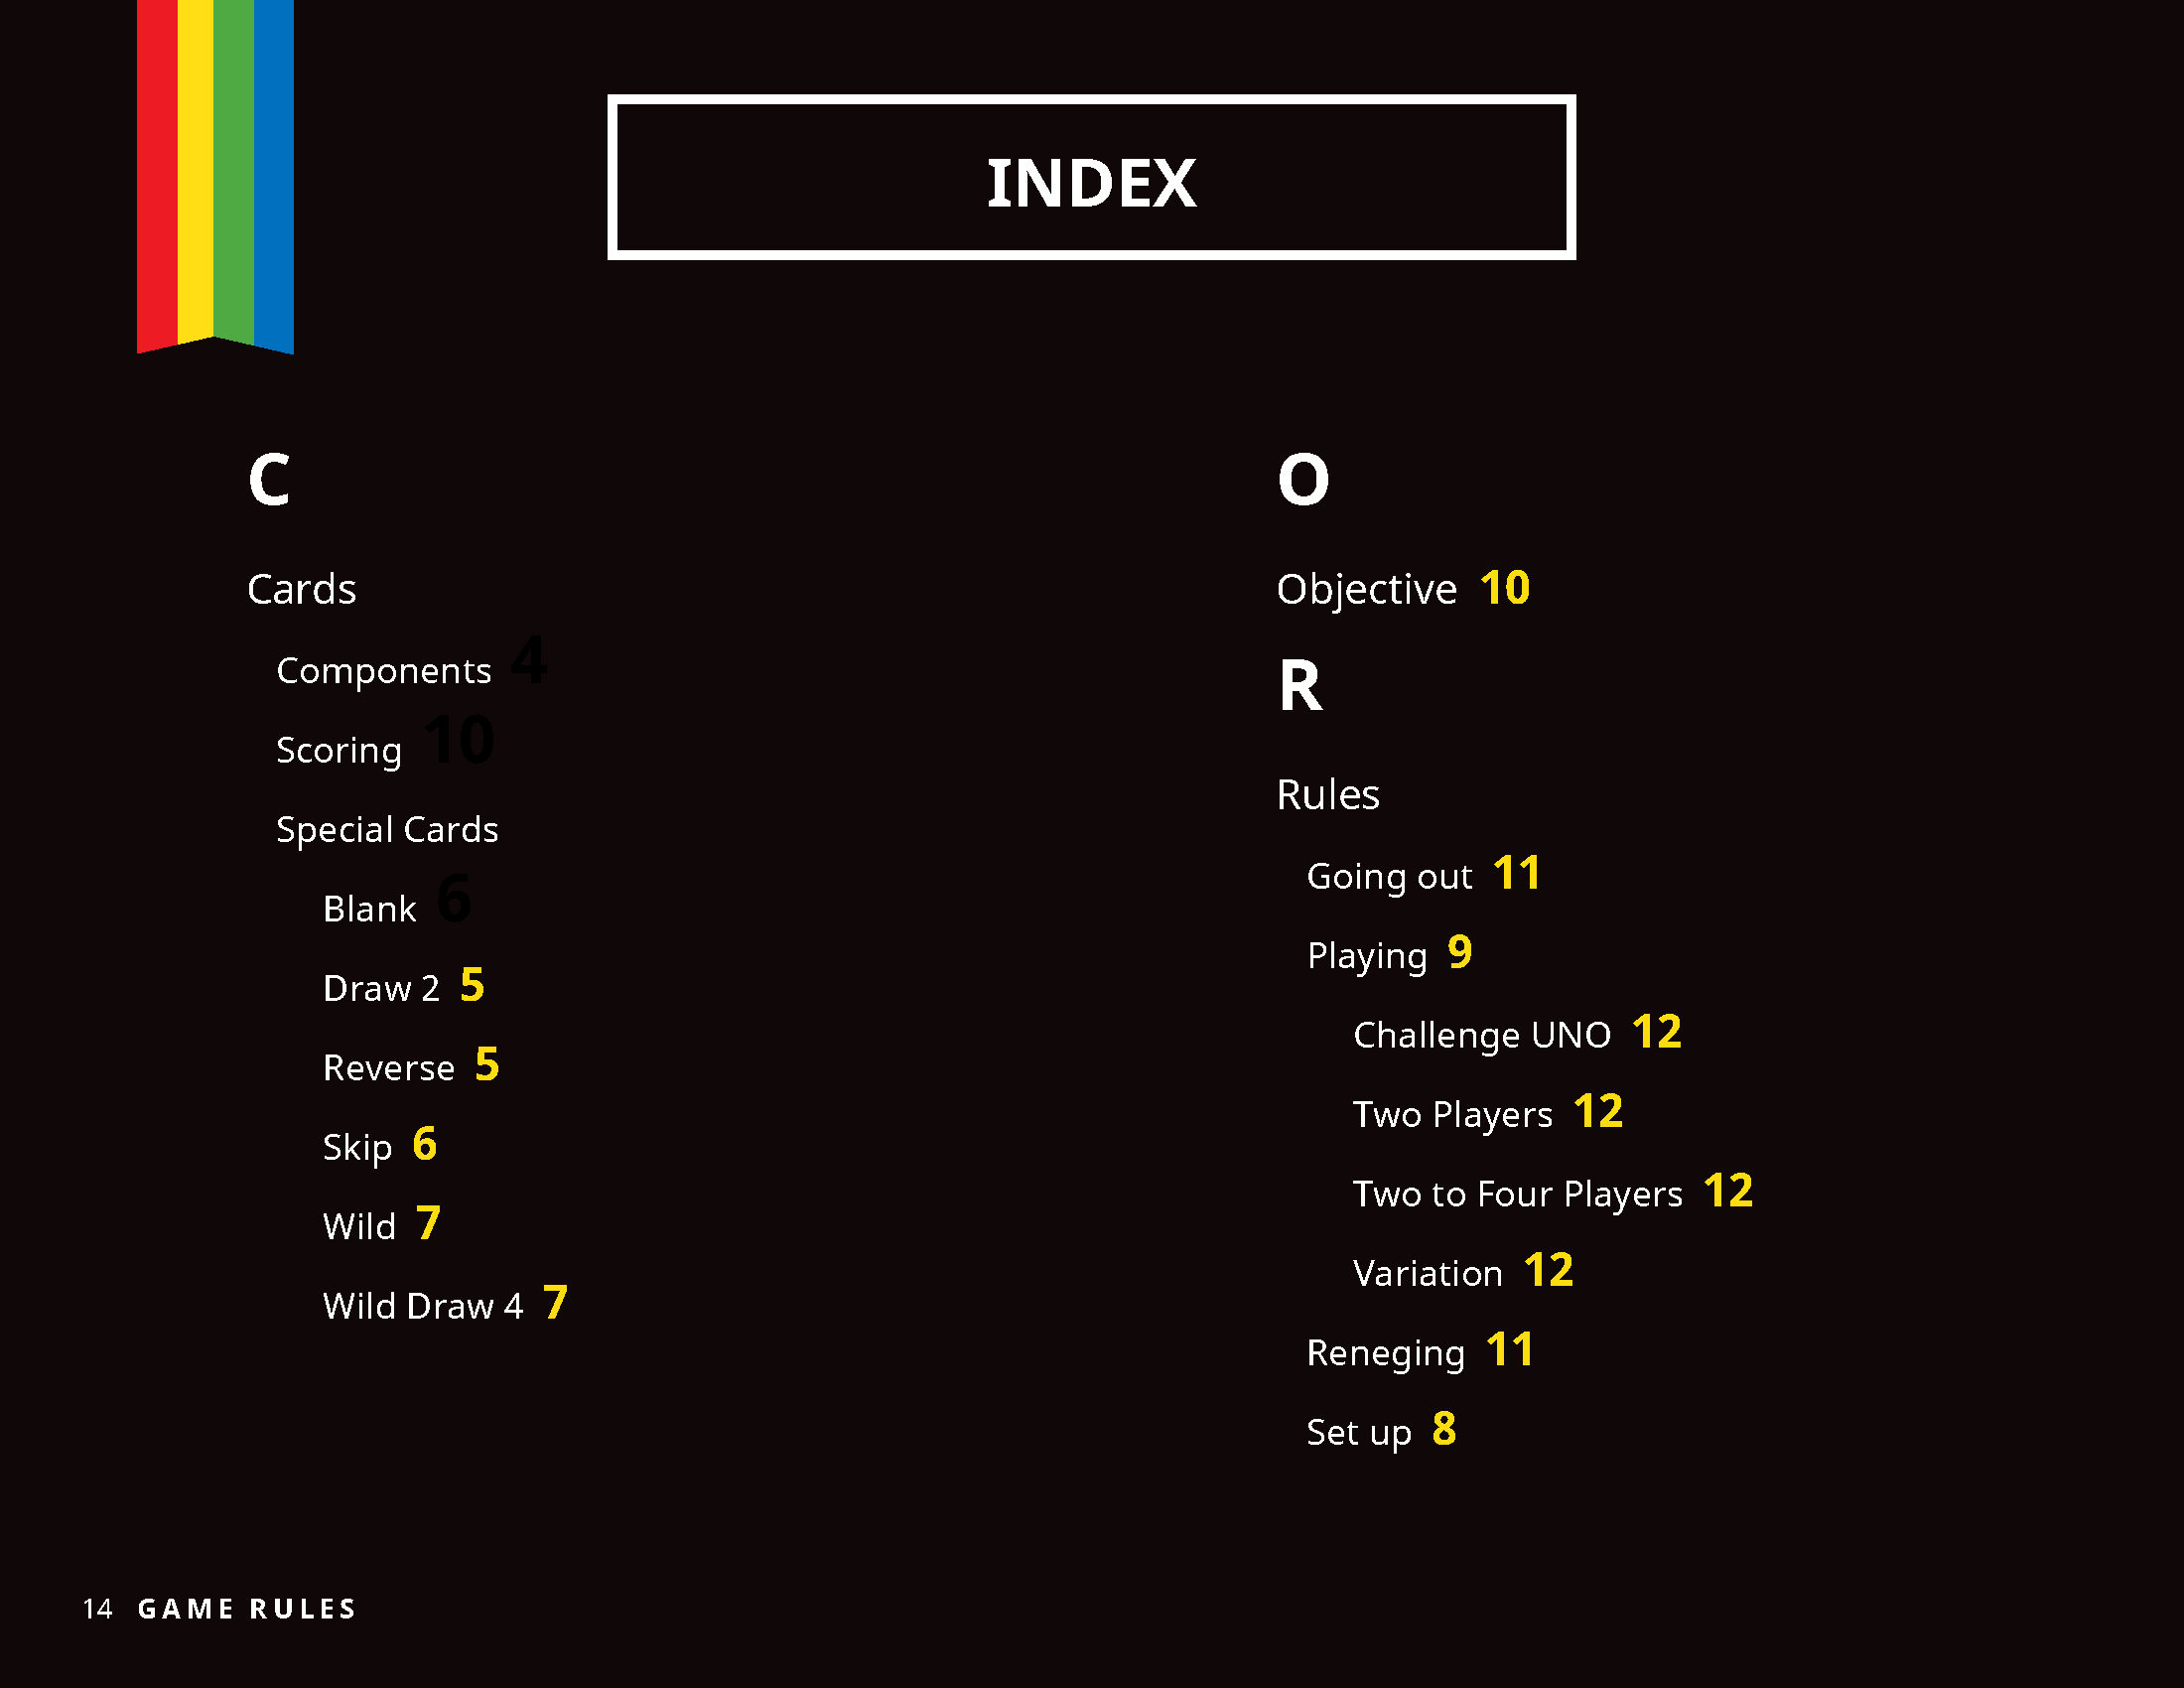 INDEX
C
Cards
Components 4
Scoring 10
Special Cards
Blank 6
Draw 2 5
Reverse 5
Skip 6
Wild 7
Wild Draw 4 7
O
Objective 10
R
Rules
Going out 11
Playing 9
Challenge UNO 12
Two Players 12
Two to Four Players 12
Variation 12
Reneging 11
Set up 8
14 GAME RULES